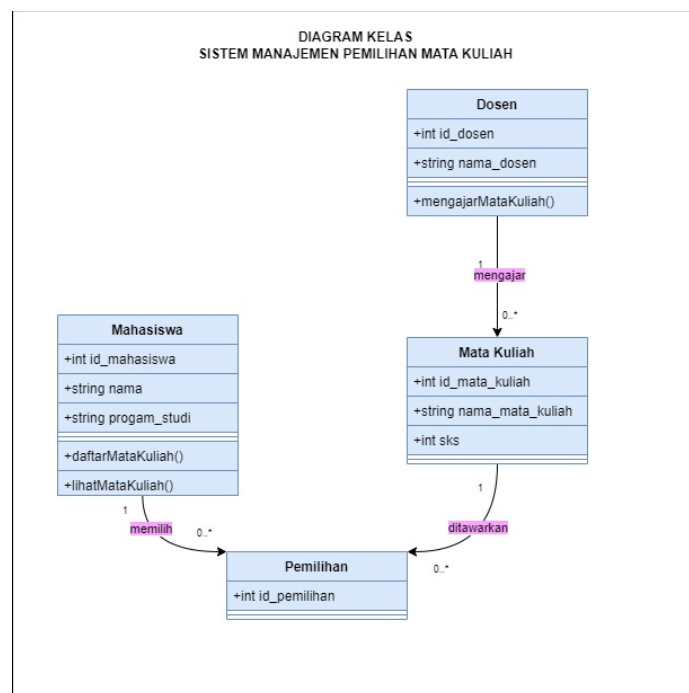 DIAGRAM KELAS
SISTEM MANAJEMEN PEMILIHAN MATA KULIAH
Dosen
+int id_dosen
+string nama_dosen
+mengajarMataKuliah()
1
mengajar
0..*
Mahasiswa
+int id_mahasiswa
+string nama
+string progam_studi
+daftarMataKuliah()
+lihatMataKuliah()
Mata Kuliah
+int id_mata_kuliah
+string nama_mata_kuliah
+int sks
1
memilih
0..*
1
ditawarkan
0..*
Pemilihan
+int id_pemilihan